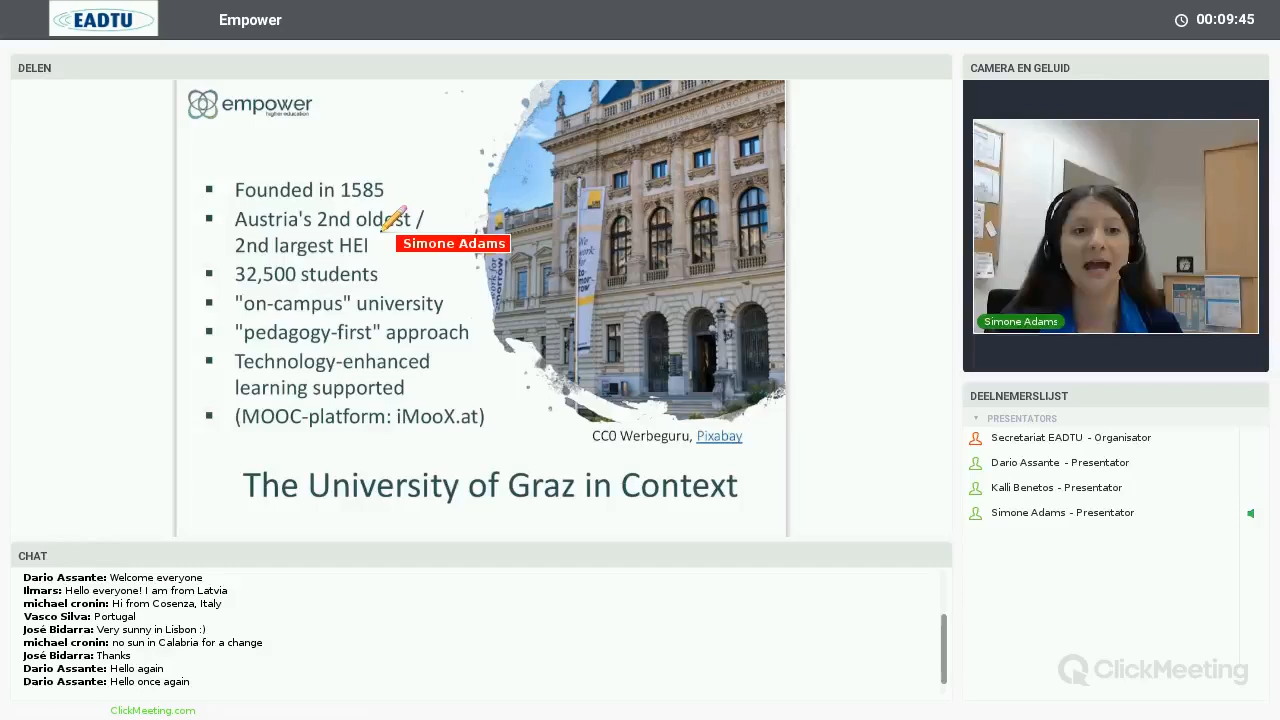 EADTU
Empower
00:09:45
DELEN
CAMERA EN GELUID
empower
higher education
▪ Founded in 1585
▪ Austria's 2nd oldest /
2nd largest HEI
Simone Adams
▪ 32,500 students
▪ "on-campus" university
▪ "pedagogy-first" approach
▪ Technology-enhanced
learning supported
▪ (MOOC-platform: iMooX.at)
We
work
for
to
mor-
row
CC0 Werbeguru, Pixabay
The University of Graz in Context
Simone Adams
DEELNEMERSLIJST
PRESENTATORS
Secretariat EADTU - Organisator
Dario Assante - Presentator
Kalli Benetos - Presentator
Simone Adams - Presentator
CHAT
Dario Assante: Welcome everyone
Ilmars: Hello everyone! I am from Latvia
michael cronin: Hi from Cosenza, Italy
Vasco Silva: Portugal
José Bidarra: Very sunny in Lisbon :)
michael cronin: no sun in Calabria for a change
José Bidarra: Thanks
Dario Assante: Hello again
Dario Assante: Hello once again
ClickMeeting
ClickMeeting.com